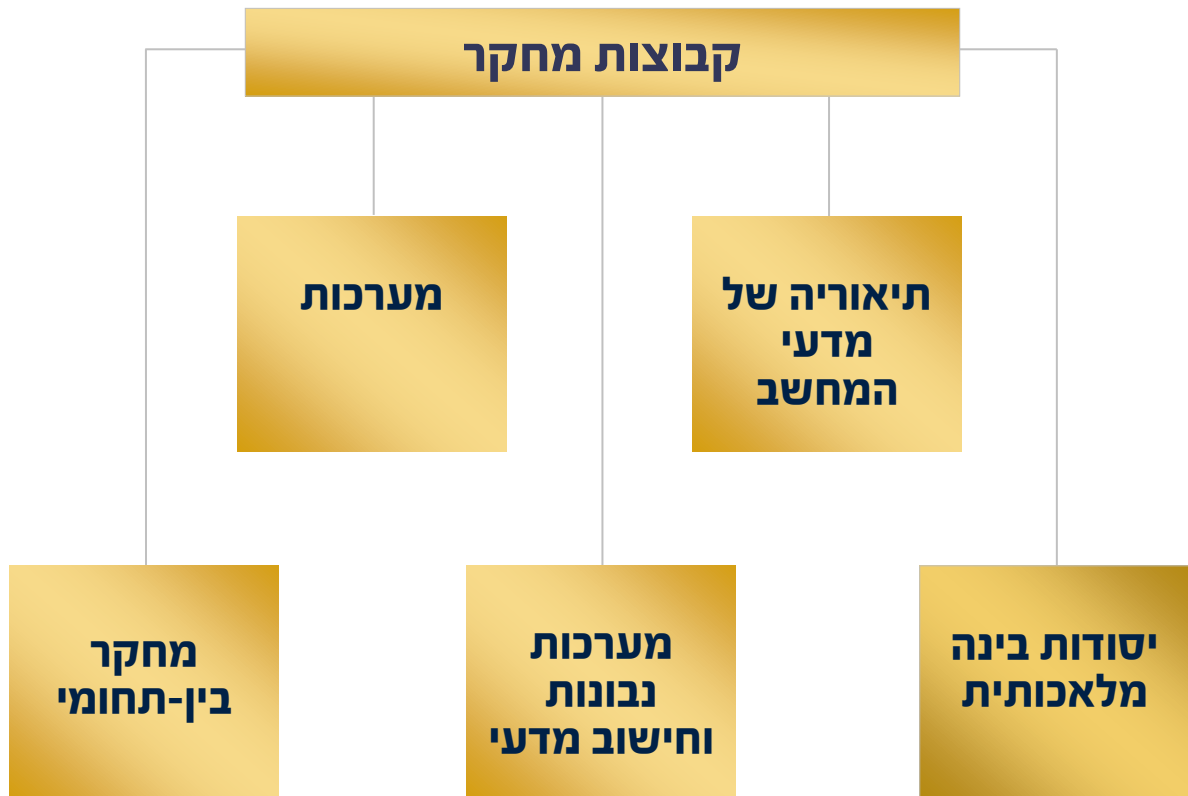 קבוצות מחקר
תיאוריה של
מדעי
המחשב
מערכות
יסודות בינה
מלאכותית
מערכות
נבונות
וחישוב מדעי
מחקר
בין-תחומי